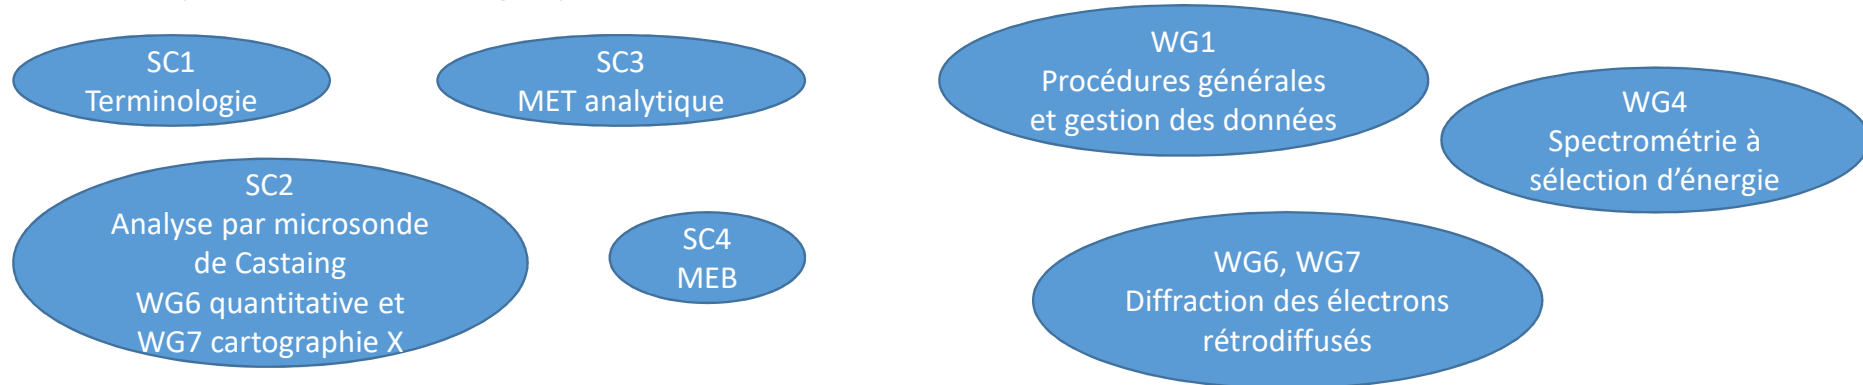 SC1
Terminologie
SC3
MET analytique
SC2
Analyse par microsonde
de Castaing
WG6 quantitative et
WG7 cartographie X
SC4
MEB
WG1
Procédures générales
et gestion des données
WG4
Spectrométrie à
sélection d’énergie
WG6, WG7
Diffraction des électrons
rétrodiffusés